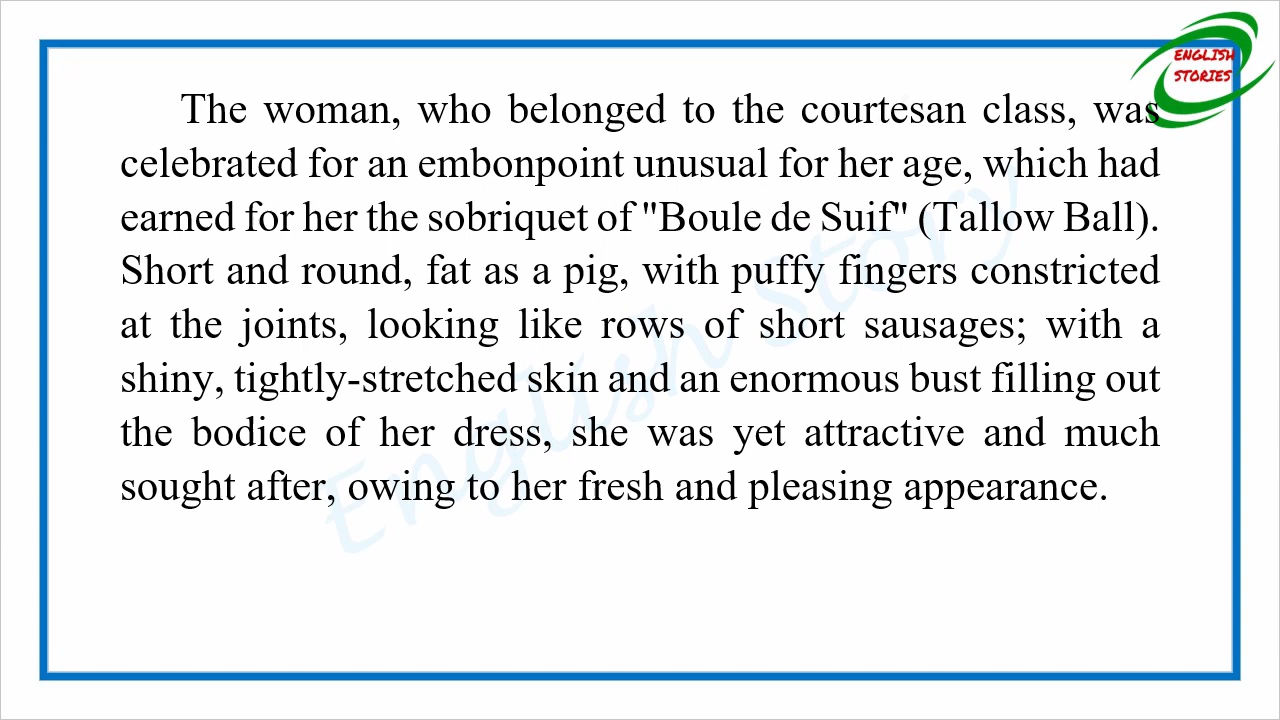 ENGLISH
STORIES
The woman, who belonged to the courtesan class, was
celebrated for an embonpoint unusual for her age, which had
earned for her the sobriquet of "Boule de Suif" (Tallow Ball).
Short and round, fat as a pig, with puffy fingers constricted
at the joints, looking like rows of short sausages; with a
shiny, tightly-stretched skin and an enormous bust filling out
the bodice of her dress, she was yet attractive and much
sought after, owing to her fresh and pleasing appearance.
English Story